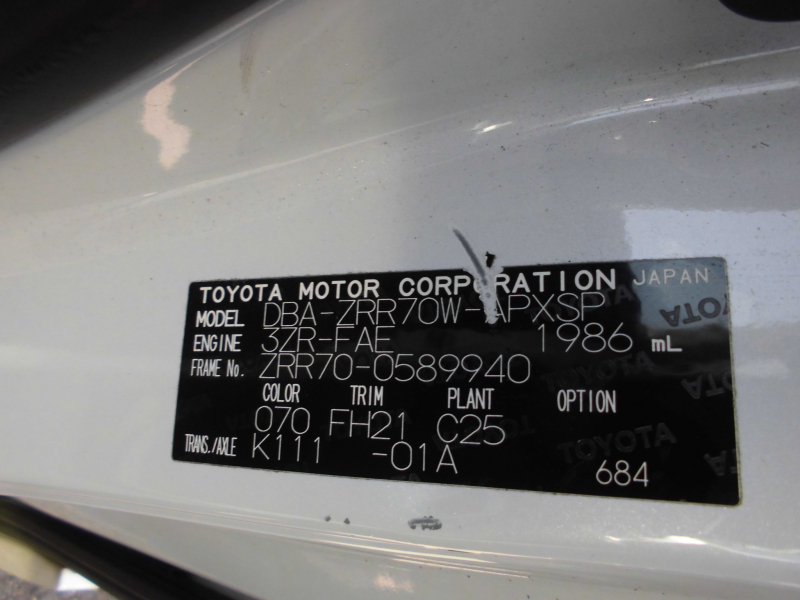 TOYOTA MOTOR CORPORATION JAPAN
MODEL DBA-ZRR70W-APXSP
ENGINE 3ZR-FAE 1986 mL
FRAME No. ZRR70-0589940
COLOR TRIM PLANT OPTION
070 FH21 C25
TRANS./AXLE K111 -01A
684